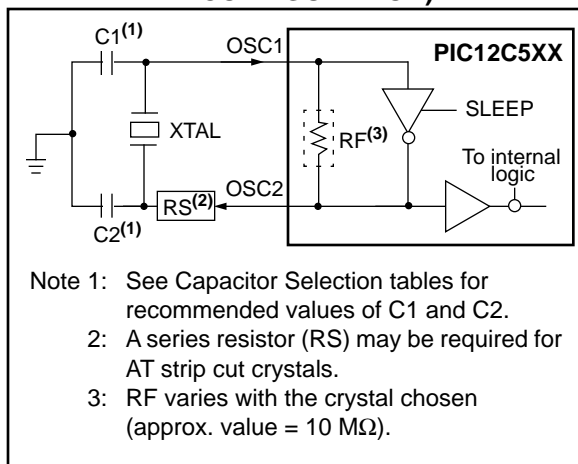 C1(1)
OSC1
PIC12C5XX
SLEEP
XTAL
RF(3)
To internal
logic
OSC2
RS(2)
C2(1)
Note 1: See Capacitor Selection tables for
recommended values of C1 and C2.
2: A series resistor (RS) may be required for
AT strip cut crystals.
3: RF varies with the crystal chosen
(approx. value = 10 MΩ).